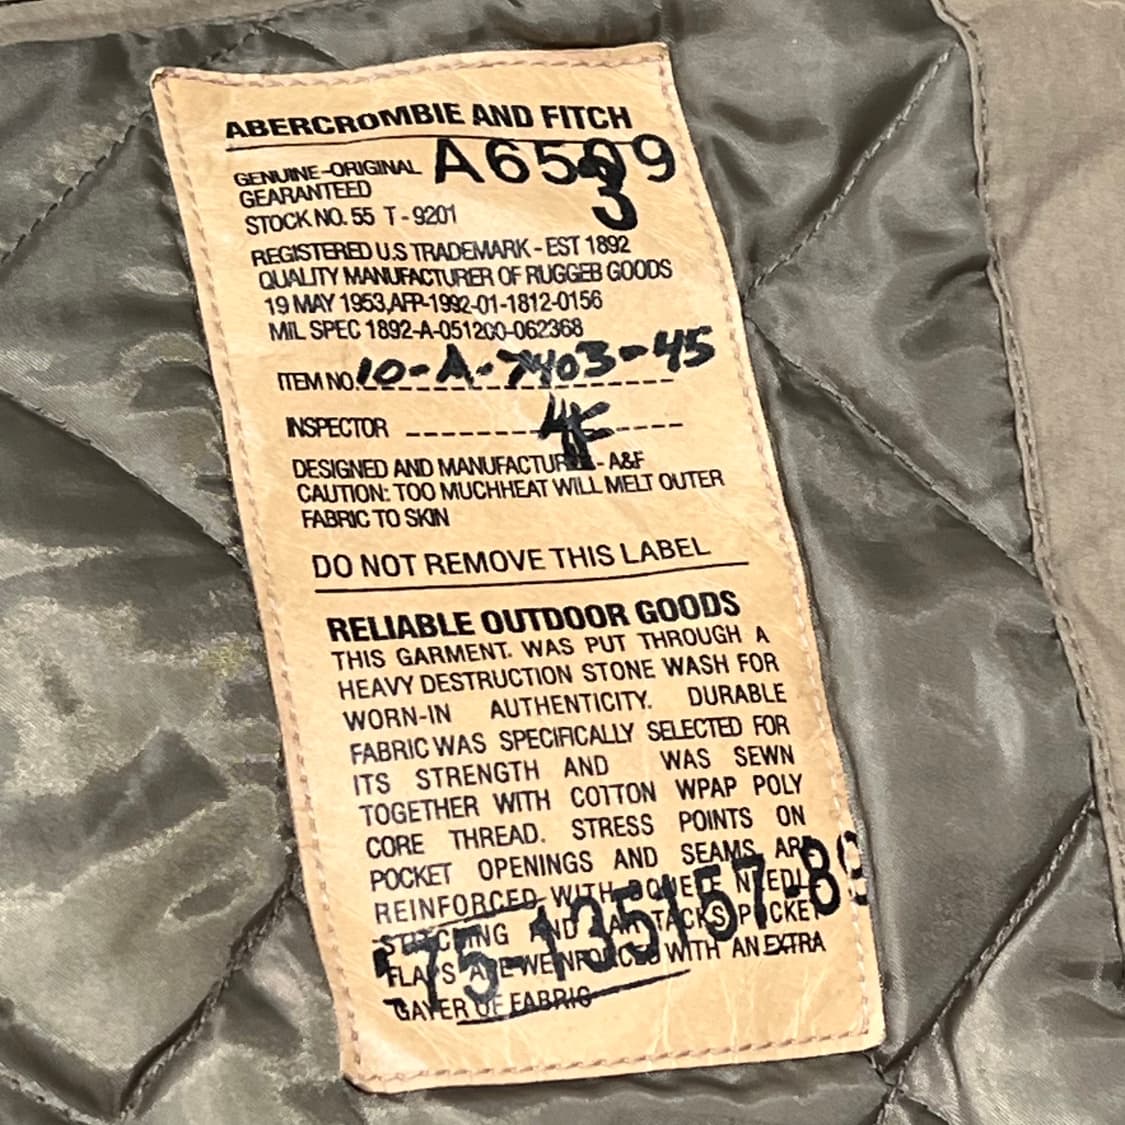 ABERCROMBIE AND FITCH
GENUINE-ORIGINAL A6509
GEARANTEED 3
STOCK NO. 55 T-9201
REGISTERED U.S TRADEMARK - EST 1892
QUALITY MANUFACTURER OF RUGGEB GOODS
19 MAY 1953,AFP-1992-01-1812-0156
MIL SPEC 1892-A-051200-062368
ITEM NO. 10-A-7403-45
INSPECTOR
DESIGNED AND - A&F
CAUTION: TOO MUCHHEAT WILL MELT OUTER
FABRIC TO SKIN
DO NOT REMOVE THIS LABEL
RELIABLE OUTDOOR GOODS
THIS GARMENT. WAS PUT THROUGH A
HEAVY DESTRUCTION STONE WASH FOR
WORN-IN AUTHENTICITY. DURABLE
FABRIC WAS SPECIFICALLY SELECTED FOR
ITS STRENGTH AND WAS SEWN
TOGETHER WITH COTTON WPAP POLY
CORE THREAD. STRESS POINTS ON
POCKET OPENINGS AND SEAMS
REINFORCED WITH
AND
-75-135157-89
WITH AN EXTRA
OF FABRIC